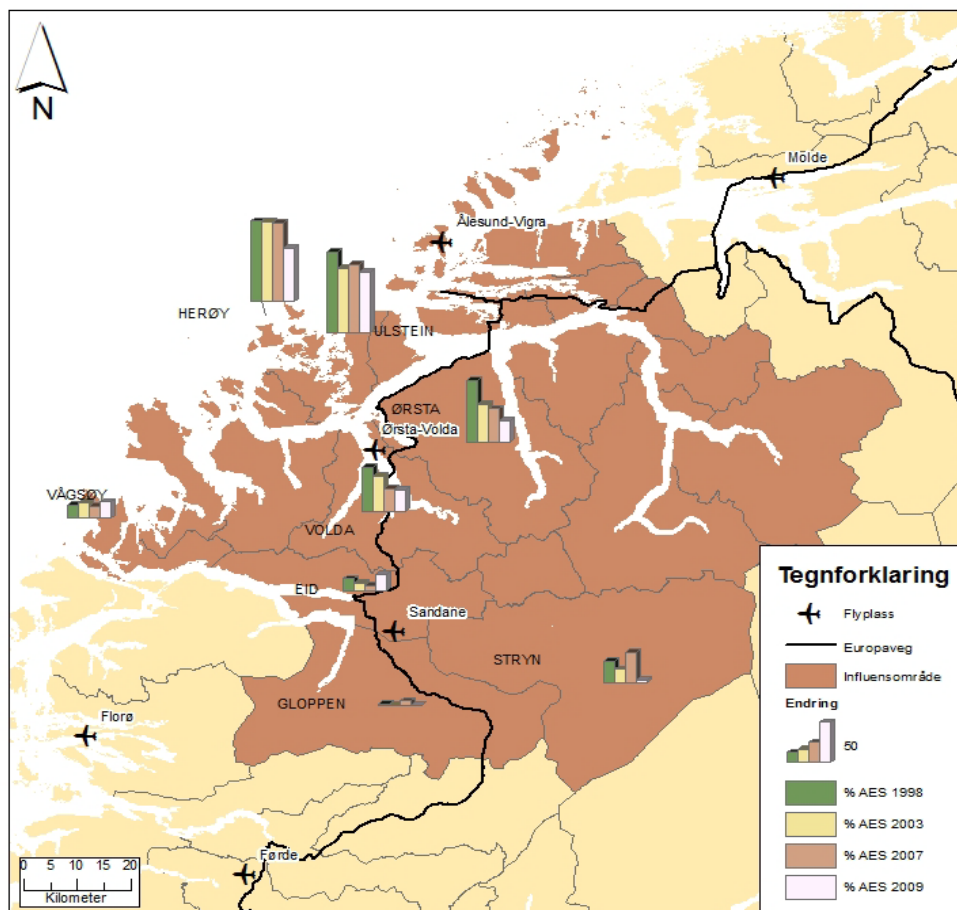 N
Molde
Ålesund-Vigra
HERØY
ULSTEIN
ØRSTA
Ørsta-Volda
VÅGSØY
VOLDA
EID
Sandane
STRYN
GLOPPEN
Florø
Førde
0 5 10 15 20
Kilometer
Tegnforklaring
Flyplass
Europaveg
Influensområde
Endring
50
% AES 1998
% AES 2003
% AES 2007
% AES 2009